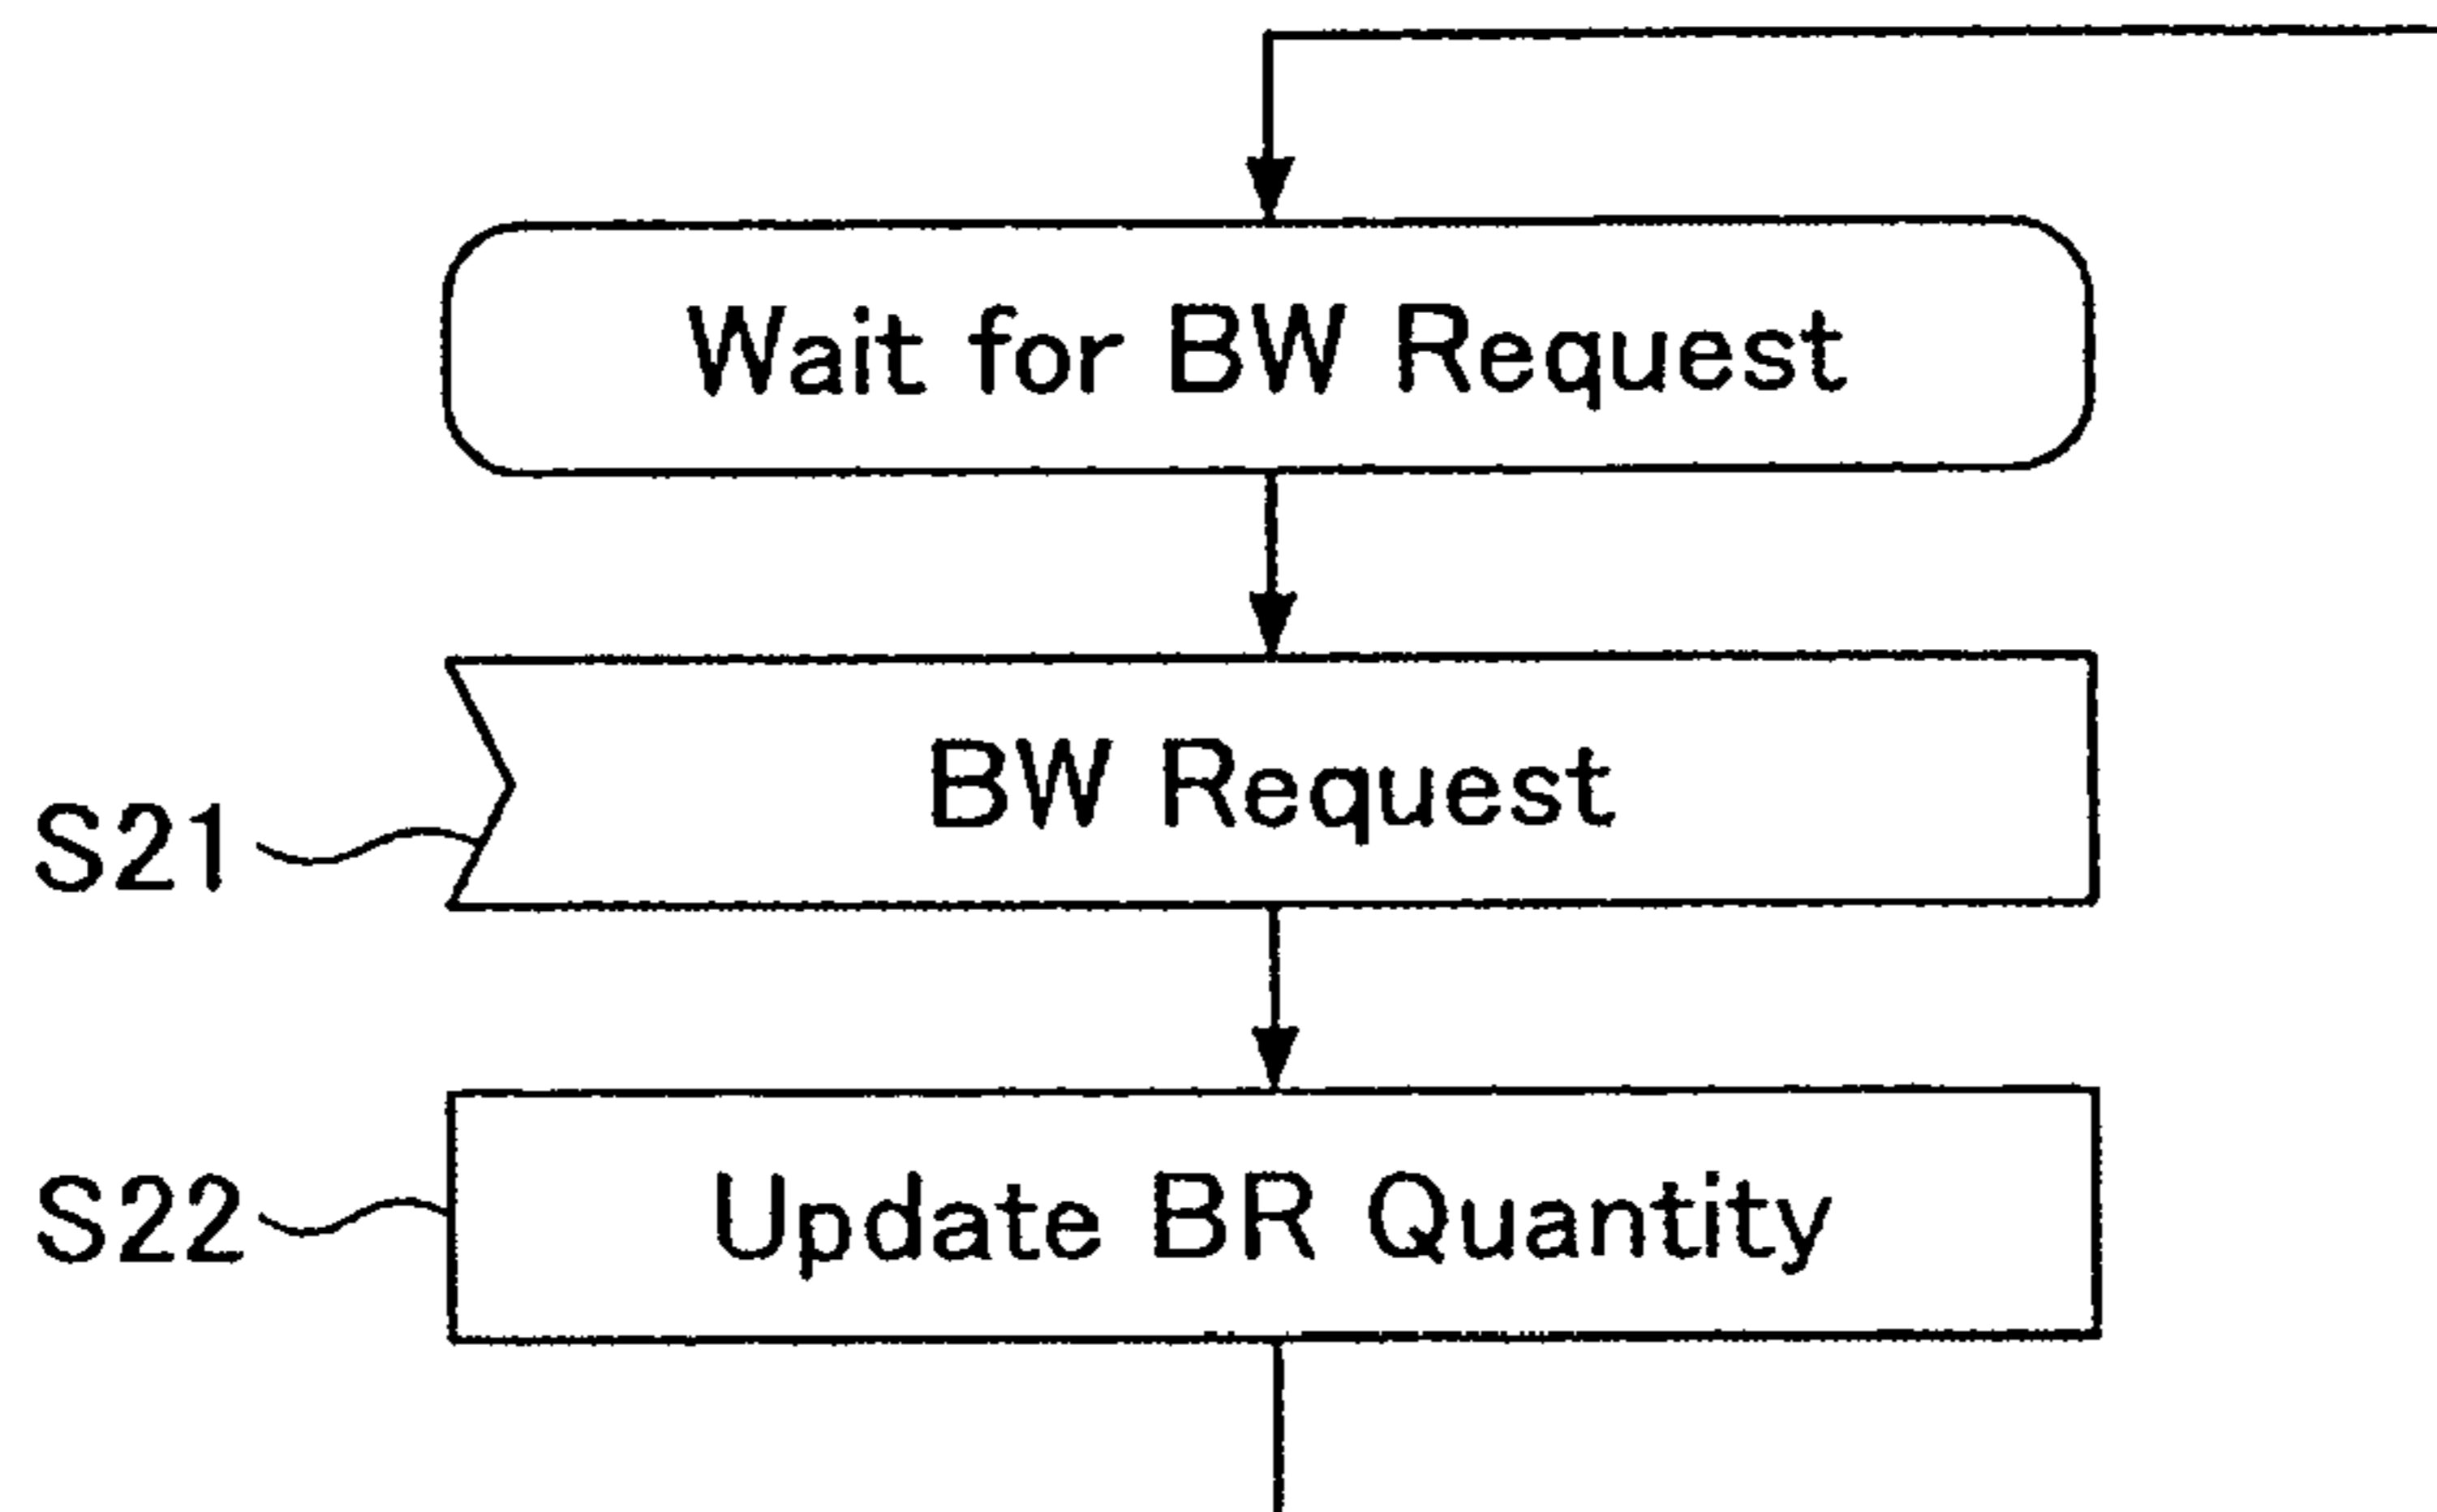 Wait for BW Request
BW Request
S21
Update BR Quantity
S22